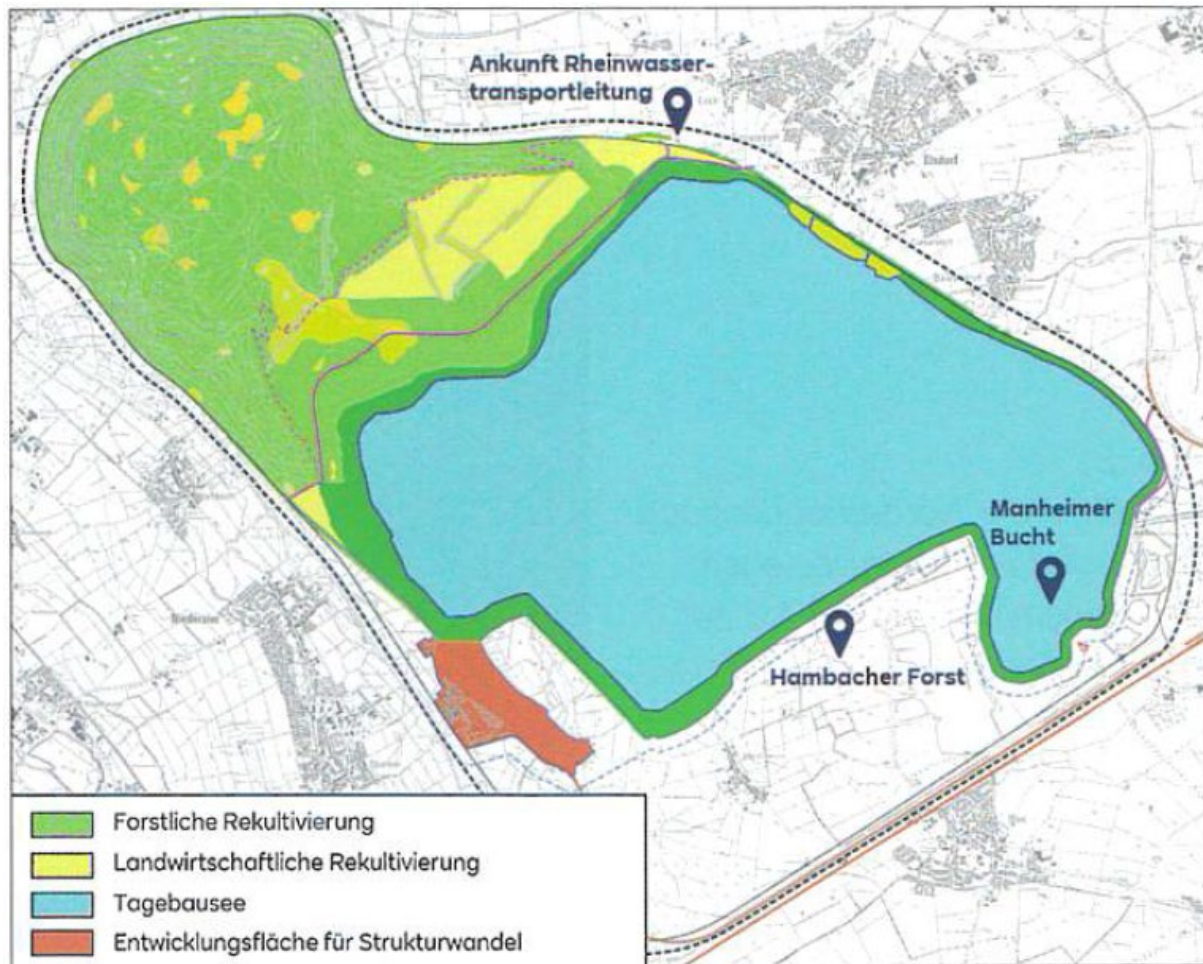 Ankunft Rheinwasser-
transportleitung
Manheimer
Bucht
Hambacher Forst
Forstliche Rekultivierung
Landwirtschaftliche Rekultivierung
Tagebausee
Entwicklungsfläche für Strukturwandel